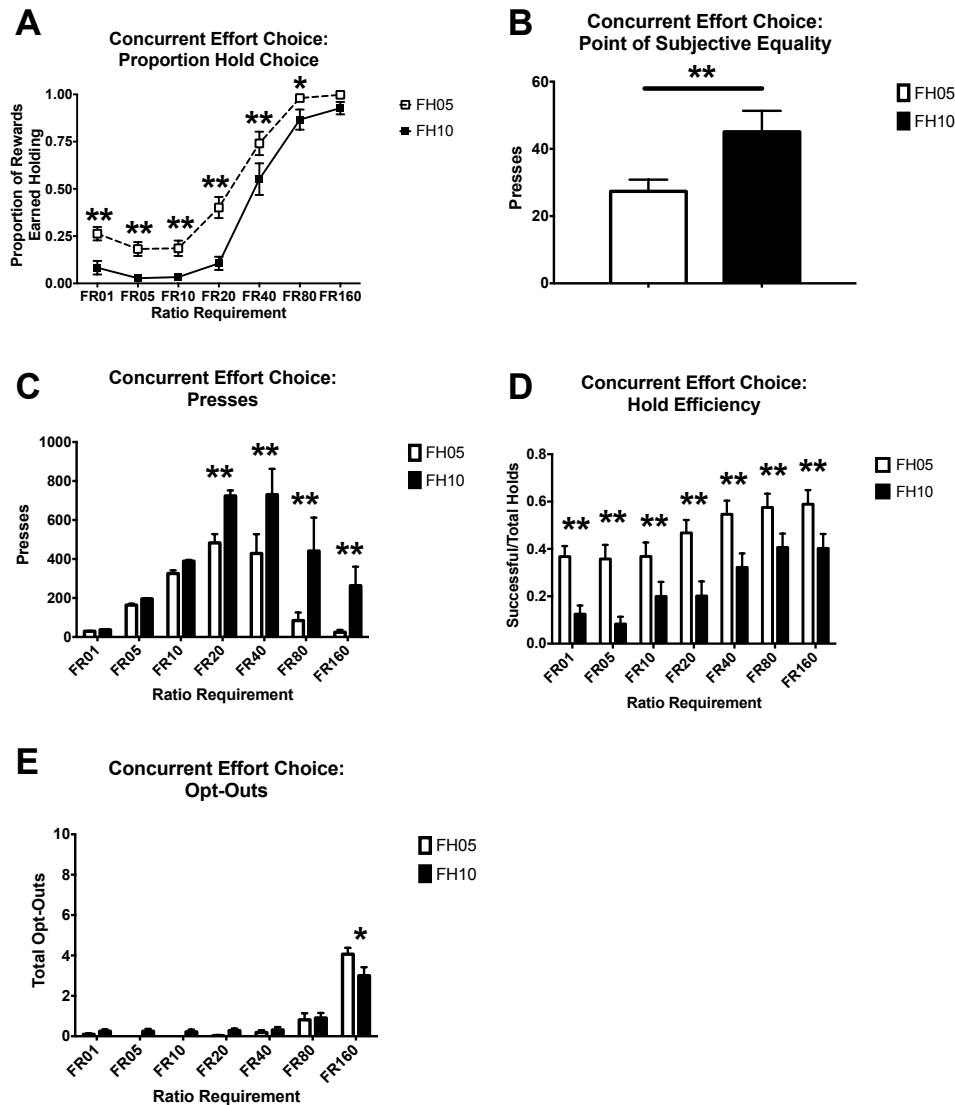 A
Concurrent Effort Choice:
Proportion Hold Choice
Proportion of Rewards
Earned Holding
1.00
0.75
0.50
0.25
0.00
**
**
**
**
**
*
FR01
FR05
FR10
FR20
FR40
FR80
FR160
Ratio Requirement
FH05
FH10
B
Concurrent Effort Choice:
Point of Subjective Equality
Presses
60
40
20
0
**
FH05
FH10
C
Concurrent Effort Choice:
Presses
Presses
1000
800
600
400
200
0
**
**
**
**
FR01
FR05
FR10
FR20
FR40
FR80
FR160
Ratio Requirement
FH05
FH10
D
Concurrent Effort Choice:
Hold Efficiency
Successful/Total Holds
0.8
0.6
0.4
0.2
0.0
**
**
**
**
**
**
**
FR01
FR05
FR10
FR20
FR40
FR80
FR160
Ratio Requirement
FH05
FH10
E
Concurrent Effort Choice:
Opt-Outs
Total Opt-Outs
10
8
6
4
2
0
*
FR01
FR05
FR10
FR20
FR40
FR80
FR160
Ratio Requirement
FH05
FH10